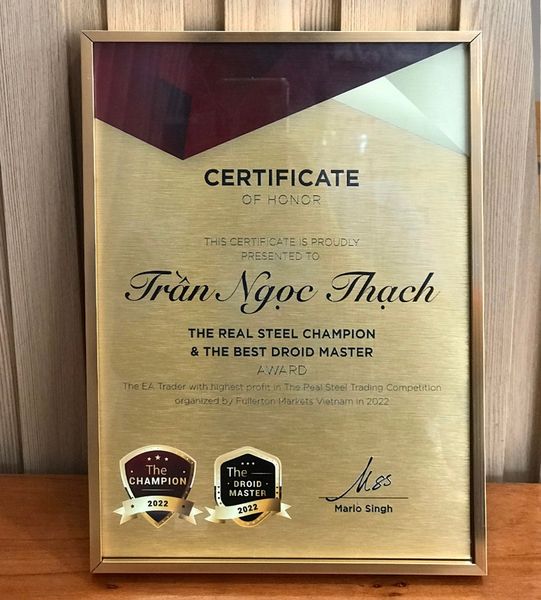 CERTIFICATE
OF HONOR
THIS CERTIFICATE IS PROUDLY
PRESENTED TO
Trần Ngọc Thạch
THE REAL STEEL CHAMPION
& THE BEST DROID MASTER
AWARD
The EA Trader with highest profit in The Real Steel Trading Competition
organized by Fullerton Markets Vietnam in 2022
The
CHAMPION
2022
The
DROID
MASTER
2022
Mario Singh